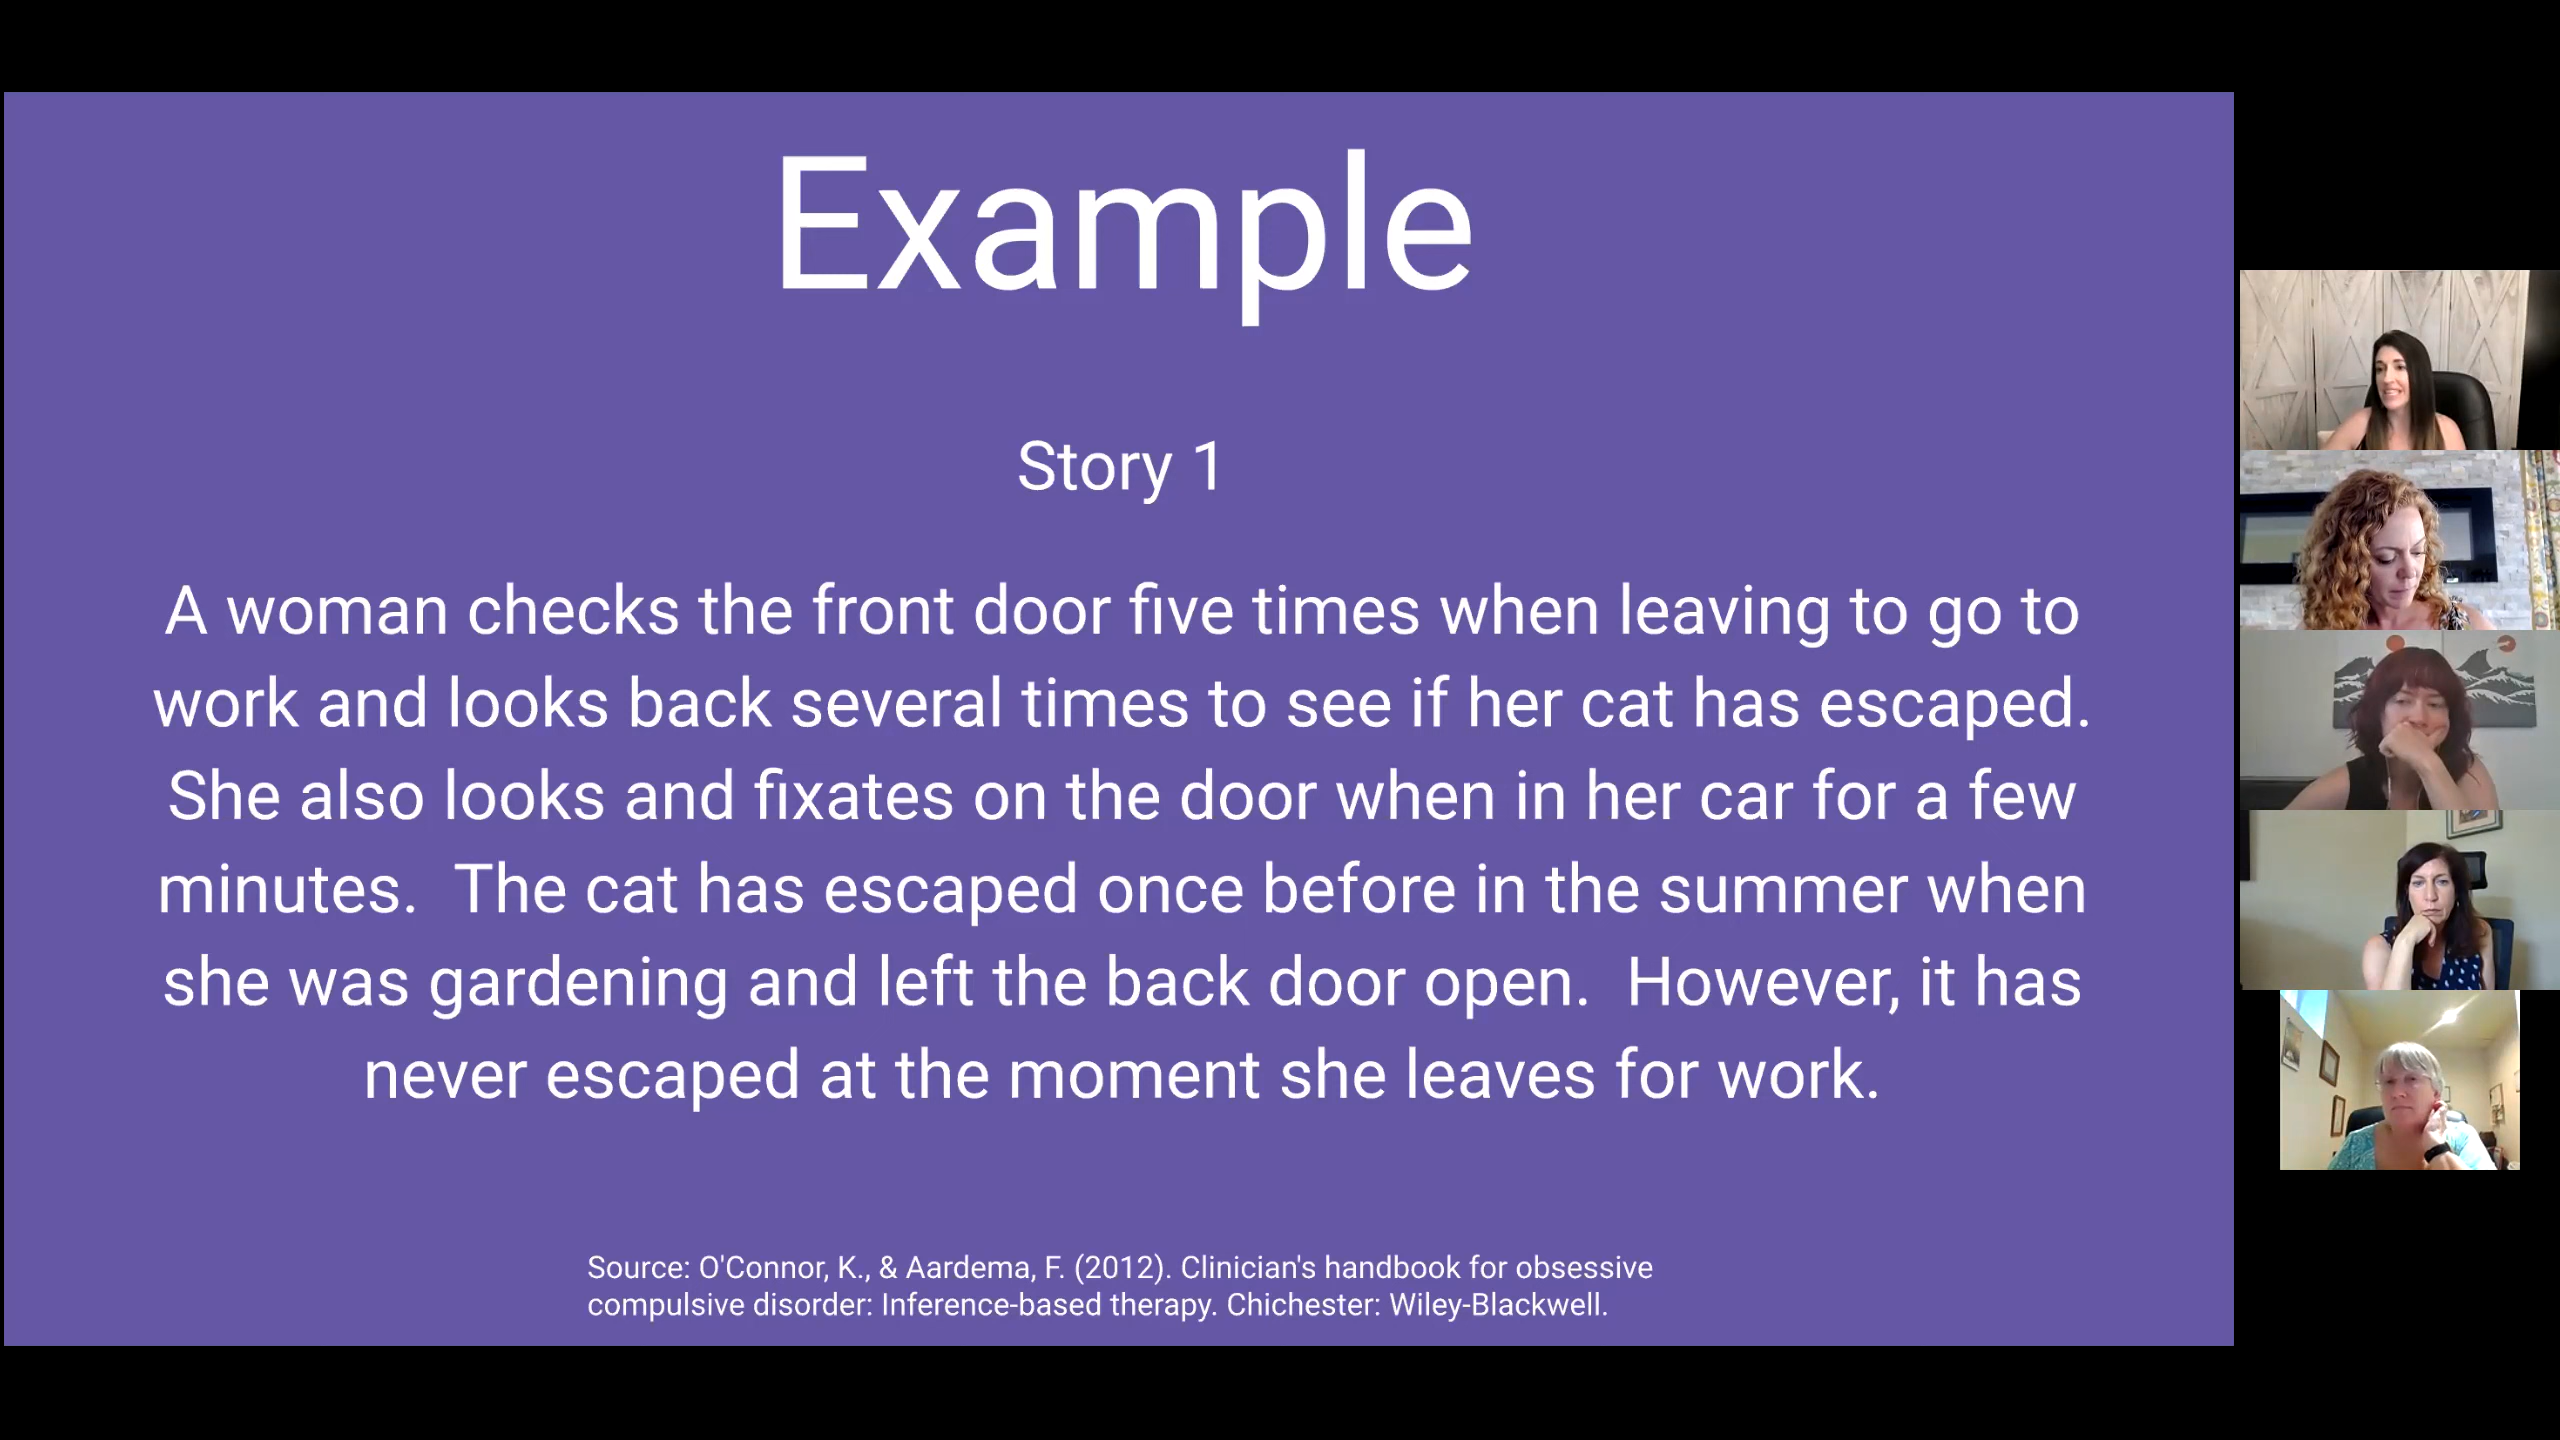 Example
Story 1
A woman checks the front door five times when leaving to go to
work and looks back several times to see if her cat has escaped.
She also looks and fixates on the door when in her car for a few
minutes.  The cat has escaped once before in the summer when
she was gardening and left the back door open.  However, it has
never escaped at the moment she leaves for work.
Source: O'Connor, K., & Aardema, F. (2012). Clinician's handbook for obsessive
compulsive disorder: Inference-based therapy. Chichester: Wiley-Blackwell.